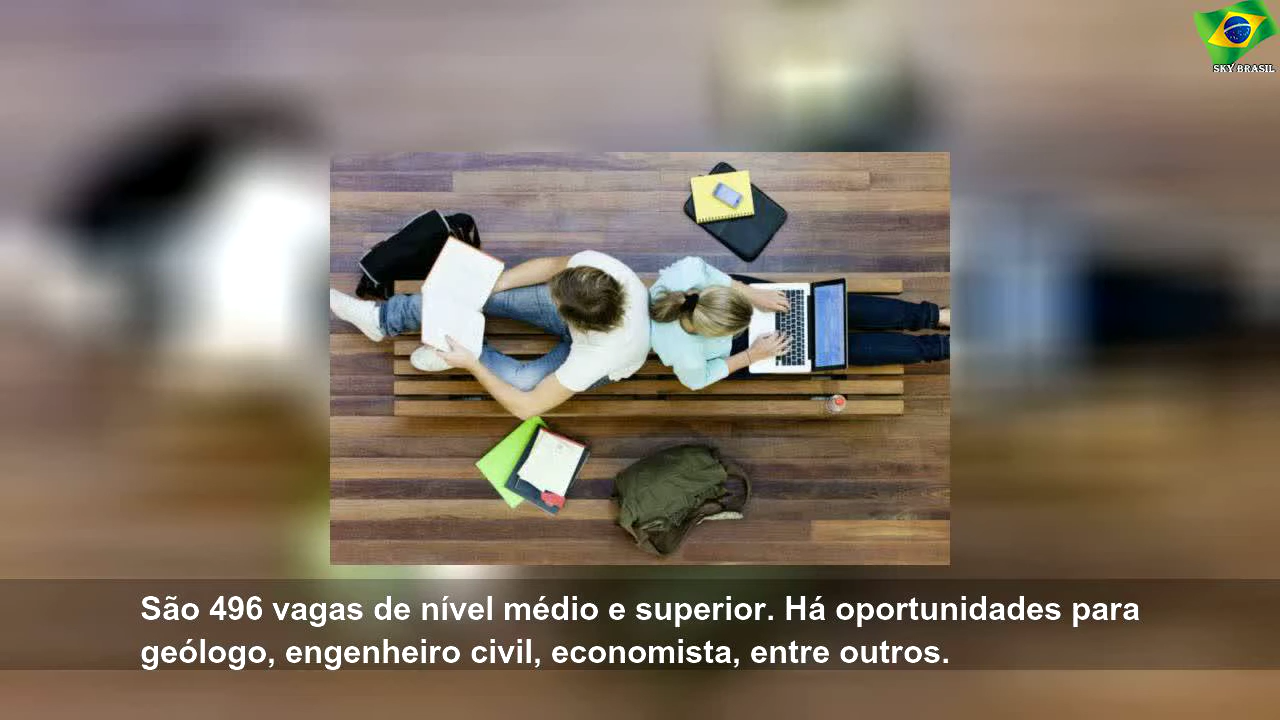 SKY BRASIL
São 496 vagas de nível médio e superior. Há oportunidades para
geólogo, engenheiro civil, economista, entre outros.